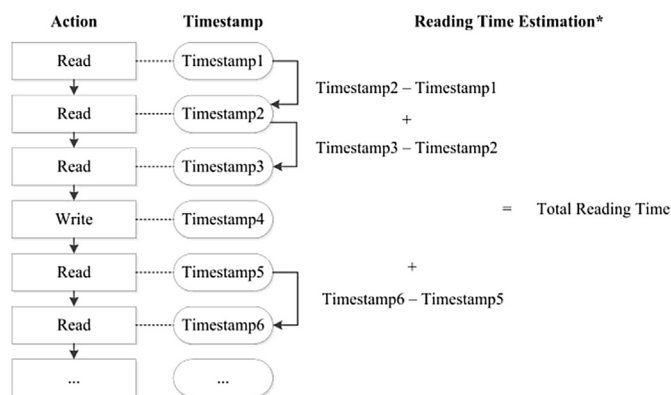 Action Timestamp Reading Time Estimation*
Read Timestamp1
Timestamp2 – Timestamp1
Read Timestamp2
+
Timestamp3 – Timestamp2
Read Timestamp3
Write Timestamp4
= Total Reading Time
Read Timestamp5
+
Timestamp6 – Timestamp5
Read Timestamp6
... ...